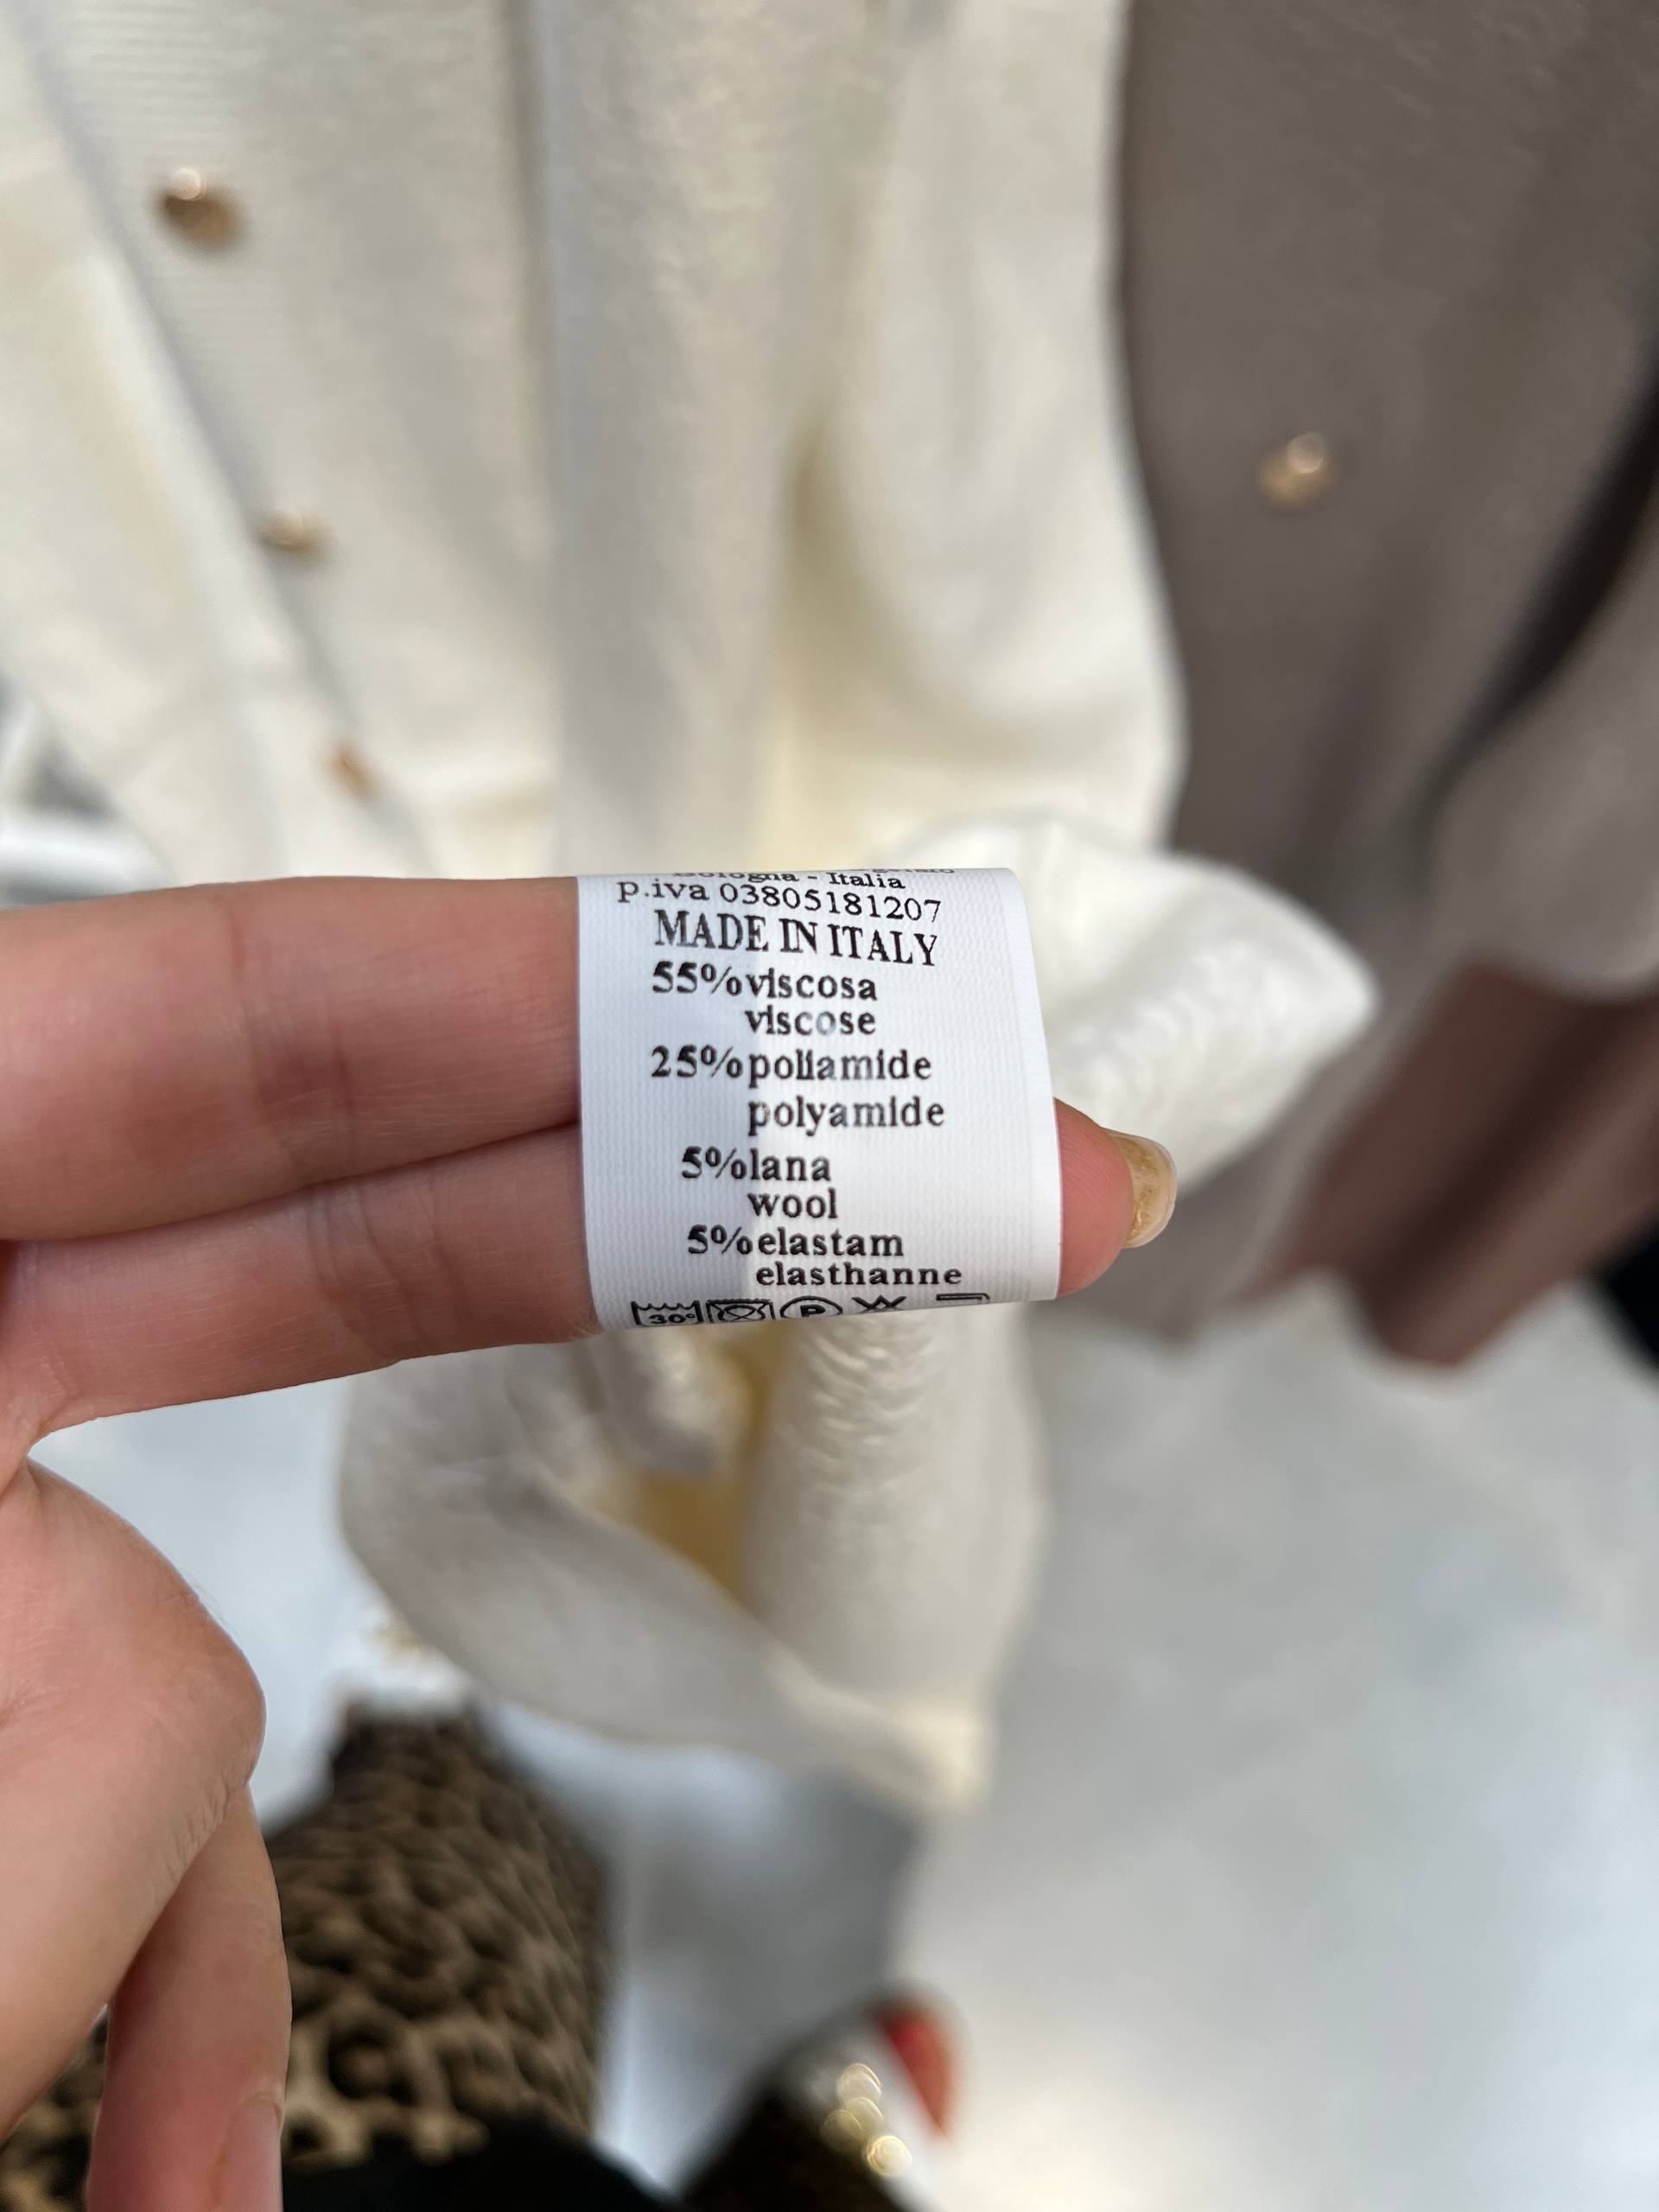 Bologna - Italia
p.iva 03805181207
MADE IN ITALY
55% viscosa
viscose
25% poliamide
polyamide
5% lana
wool
5% elastam
elasthanne
30° P